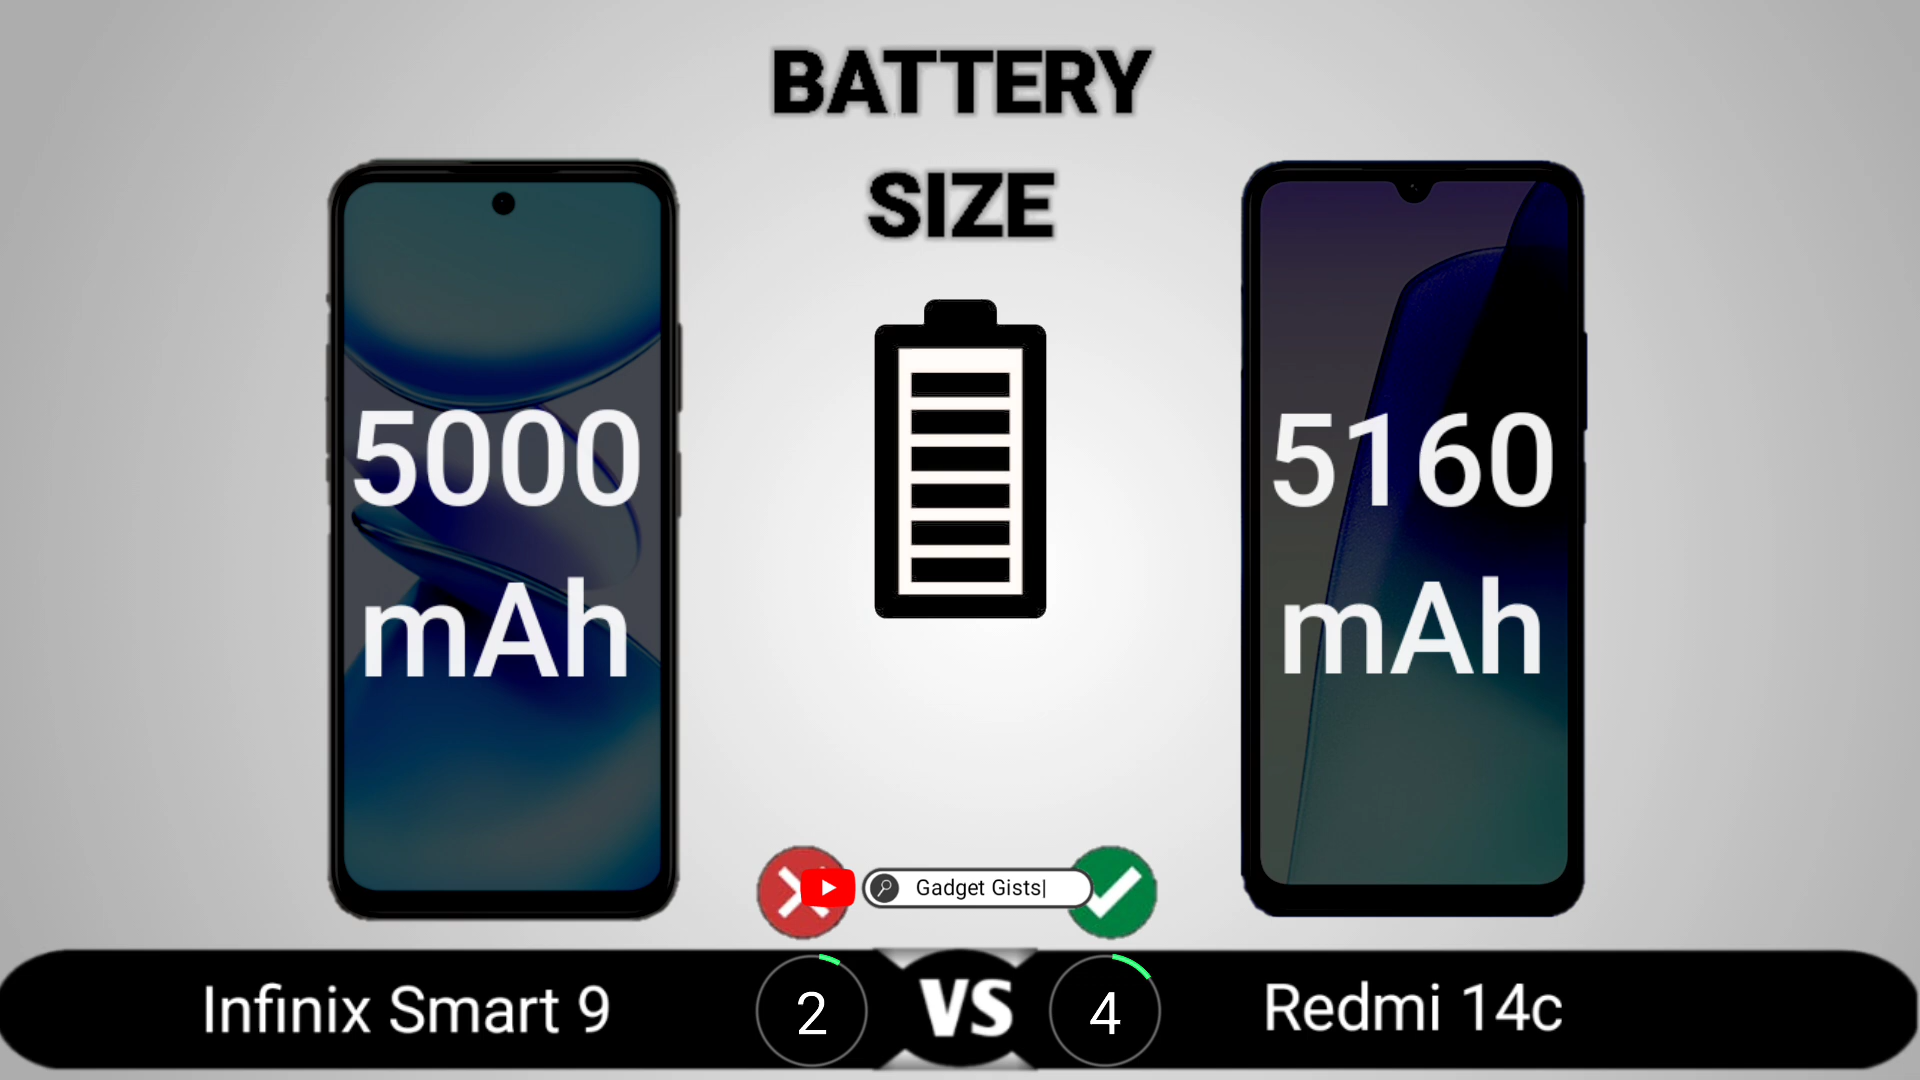 BATTERY
SIZE
5000
mAh
5160
mAh
Gadget Gists|
Infinix Smart 9
2
VS
4
Redmi 14c